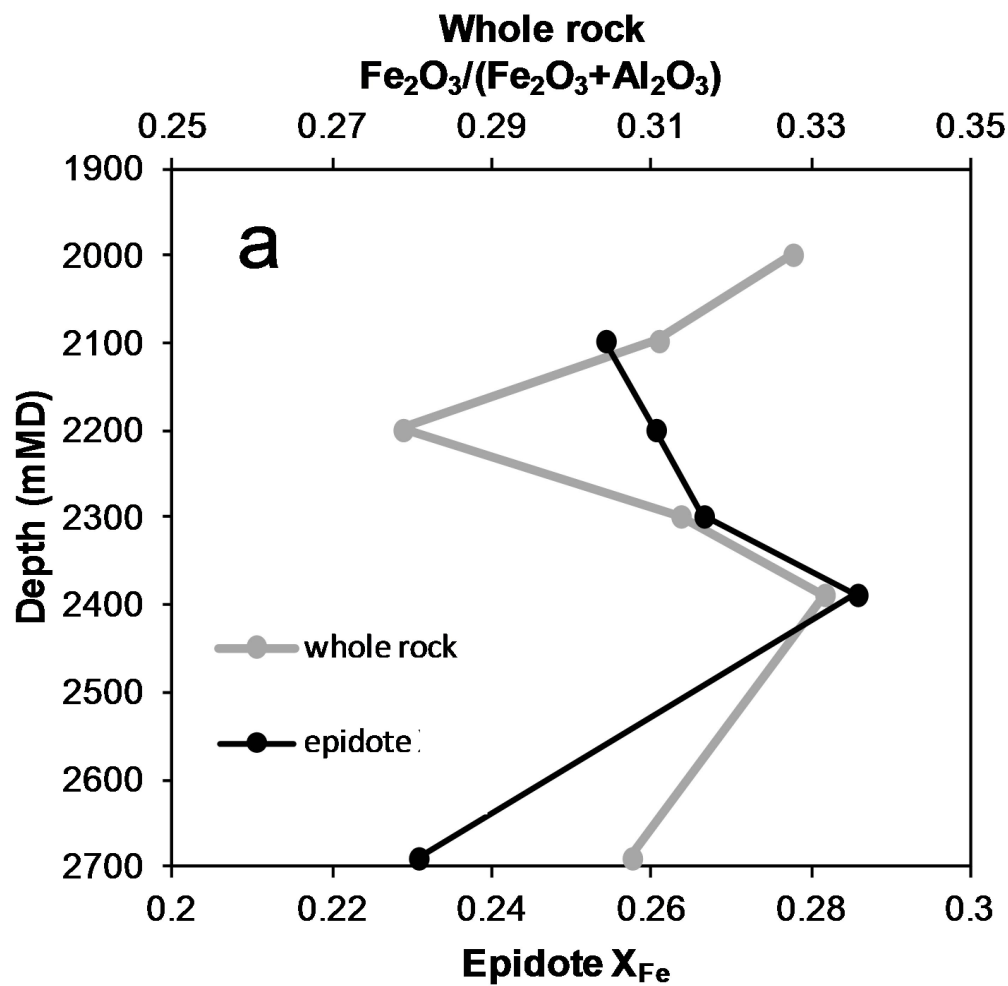 Whole rock
Fe₂O₃/(Fe₂O₃+Al₂O₃)
0.25 0.27 0.29 0.31 0.33 0.35
1900
a
2000
2100
2200
2300
2400
2500
2600
2700
Depth (mMD)
whole rock
epidote
0.2 0.22 0.24 0.26 0.28 0.3
Epidote X_Fe